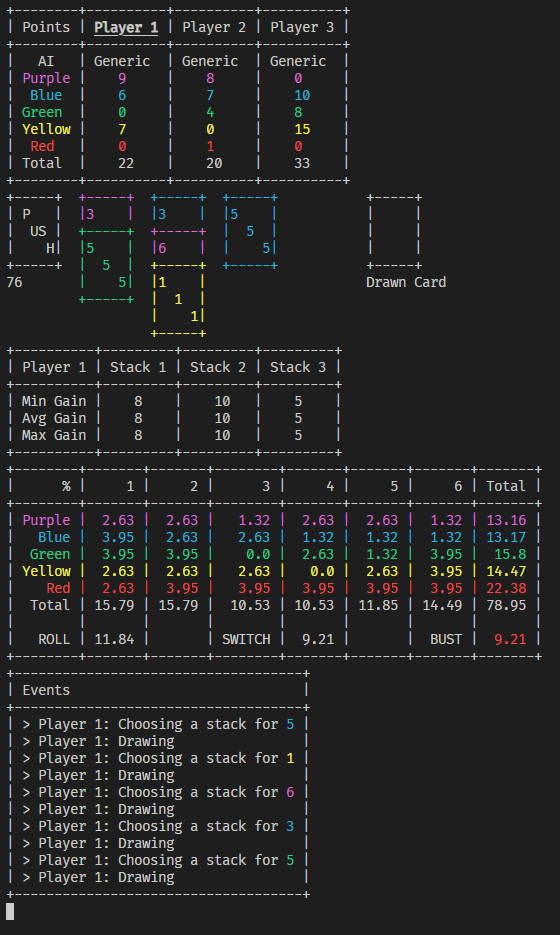 Points | Player 1 | Player 2 | Player 3
AI | Generic | Generic | Generic
Purple | 9 | 8 | 0
Blue | 6 | 7 | 10
Green | 0 | 4 | 8
Yellow | 7 | 0 | 15
Red | 0 | 1 | 0
Total | 22 | 20 | 33
P 3 3 5
US 5
H 5 6 5
5
76 5 1 Drawn Card
1
1
Player 1 | Stack 1 | Stack 2 | Stack 3
Min Gain | 8 | 10 | 5
Avg Gain | 8 | 10 | 5
Max Gain | 8 | 10 | 5
% | 1 | 2 | 3 | 4 | 5 | 6 | Total
Purple | 2.63 | 2.63 | 1.32 | 2.63 | 2.63 | 1.32 | 13.16
Blue | 3.95 | 2.63 | 2.63 | 1.32 | 1.32 | 1.32 | 13.17
Green | 3.95 | 3.95 | 0.0 | 2.63 | 1.32 | 3.95 | 15.8
Yellow | 2.63 | 2.63 | 2.63 | 0.0 | 2.63 | 3.95 | 14.47
Red | 2.63 | 3.95 | 3.95 | 3.95 | 3.95 | 3.95 | 22.38
Total | 15.79 | 15.79 | 10.53 | 10.53 | 11.85 | 14.49 | 78.95
ROLL | 11.84 | | SWITCH | 9.21 | | BUST | 9.21
Events
> Player 1: Choosing a stack for 5
> Player 1: Drawing
> Player 1: Choosing a stack for 1
> Player 1: Drawing
> Player 1: Choosing a stack for 6
> Player 1: Drawing
> Player 1: Choosing a stack for 3
> Player 1: Drawing
> Player 1: Choosing a stack for 5
> Player 1: Drawing